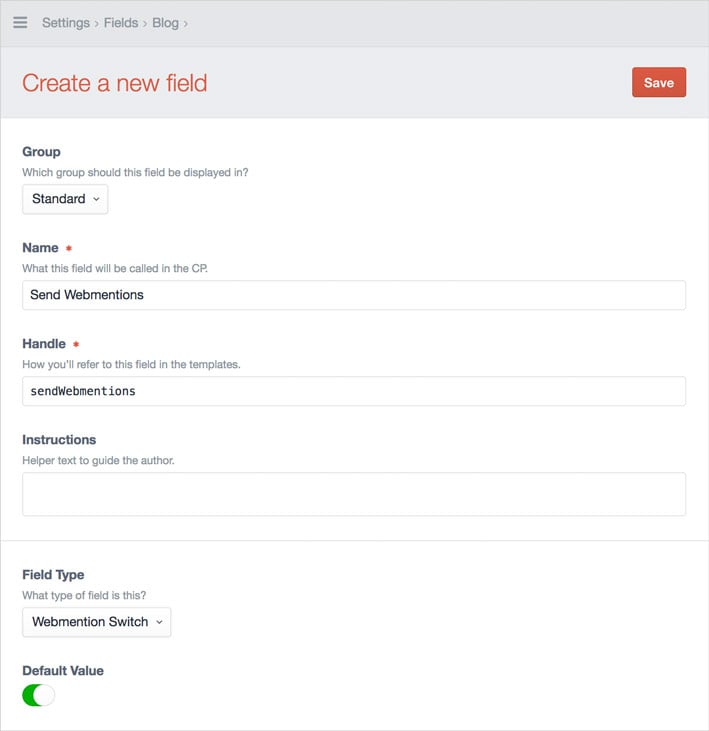 Settings › Fields › Blog ›
Create a new field
Save
Group
Which group should this field be displayed in?
Standard
Name *
What this field will be called in the CP.
Send Webmentions
Handle *
How you'll refer to this field in the templates.
sendWebmentions
Instructions
Helper text to guide the author.
Field Type
What type of field is this?
Webmention Switch
Default Value